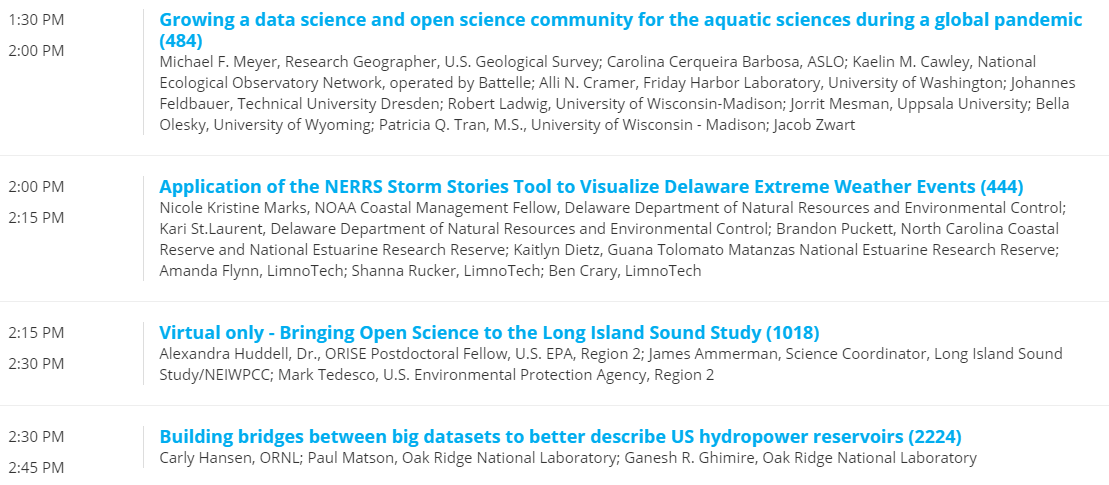 1:30 PM
2:00 PM
Growing a data science and open science community for the aquatic sciences during a global pandemic
(484)
Michael F. Meyer, Research Geographer, U.S. Geological Survey; Carolina Cerqueira Barbosa, ASLO; Kaelin M. Cawley, National
Ecological Observatory Network, operated by Battelle; Alli N. Cramer, Friday Harbor Laboratory, University of Washington; Johannes
Feldbauer, Technical University Dresden; Robert Ladwig, University of Wisconsin-Madison; Jorrit Mesman, Uppsala University; Bella
Olesky, University of Wyoming; Patricia Q. Tran, M.S., University of Wisconsin - Madison; Jacob Zwart
2:00 PM
2:15 PM
Application of the NERRS Storm Stories Tool to Visualize Delaware Extreme Weather Events (444)
Nicole Kristine Marks, NOAA Coastal Management Fellow, Delaware Department of Natural Resources and Environmental Control;
Kari St.Laurent, Delaware Department of Natural Resources and Environmental Control; Brandon Puckett, North Carolina Coastal
Reserve and National Estuarine Research Reserve; Kaitlyn Dietz, Guana Tolomato Matanzas National Estuarine Research Reserve;
Amanda Flynn, LimnoTech; Shanna Rucker, LimnoTech; Ben Crary, LimnoTech
2:15 PM
2:30 PM
Virtual only - Bringing Open Science to the Long Island Sound Study (1018)
Alexandra Huddell, Dr., ORISE Postdoctoral Fellow, U.S. EPA, Region 2; James Ammerman, Science Coordinator, Long Island Sound
Study/NEIWPCC; Mark Tedesco, U.S. Environmental Protection Agency, Region 2
2:30 PM
2:45 PM
Building bridges between big datasets to better describe US hydropower reservoirs (2224)
Carly Hansen, ORNL; Paul Matson, Oak Ridge National Laboratory; Ganesh R. Ghimire, Oak Ridge National Laboratory